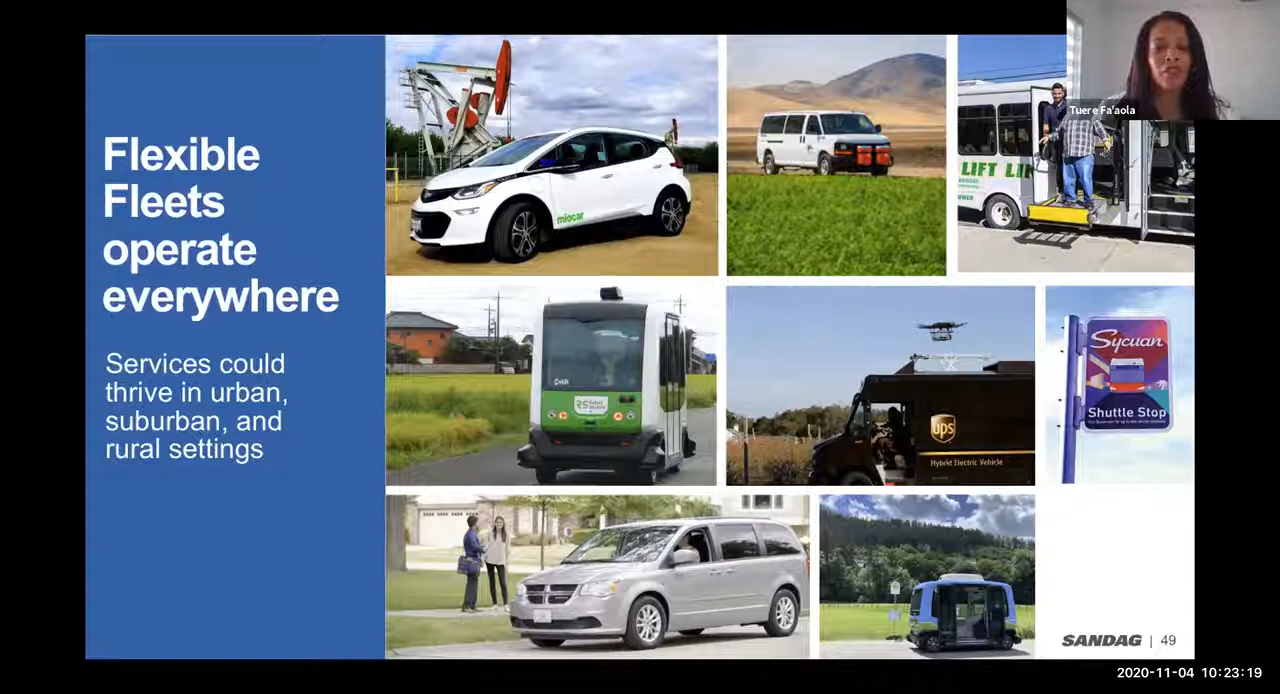 Flexible
Fleets
operate
everywhere
Services could
thrive in urban,
suburban, and
rural settings
miocar
LIFT
Tuere Fa'aola
RS
ups
Hybrid Electric Vehicle
Sycuan
Shuttle Stop
SANDAG | 49
2020-11-04 10:23:19